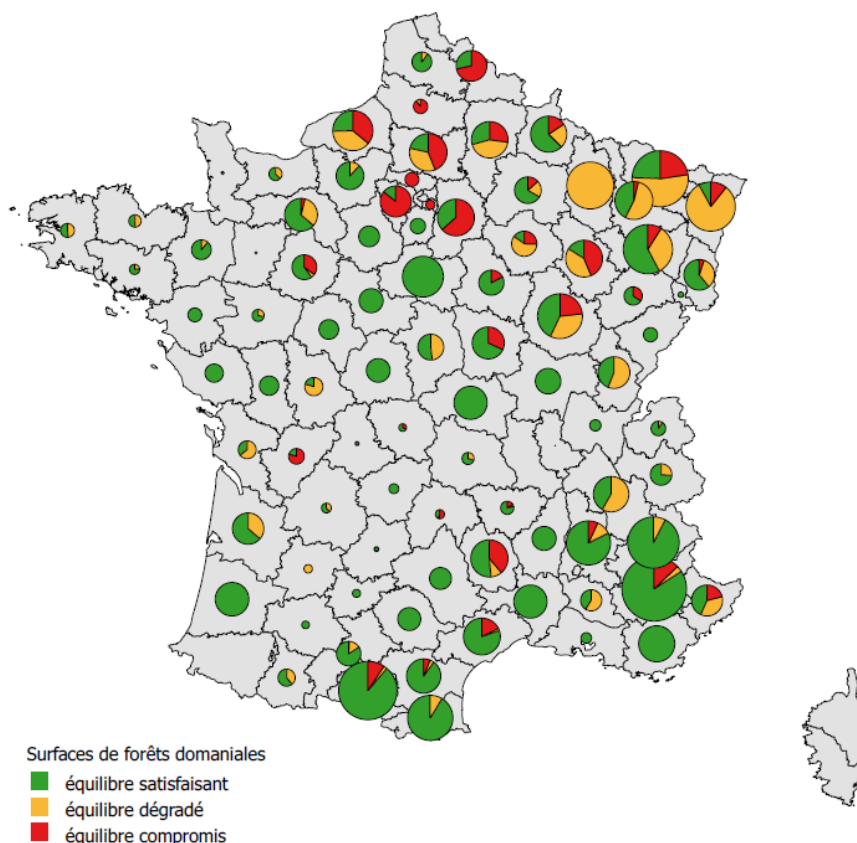 Surfaces de forêts domaniales
équilibre satisfaisant
équilibre dégradé
équilibre compromis